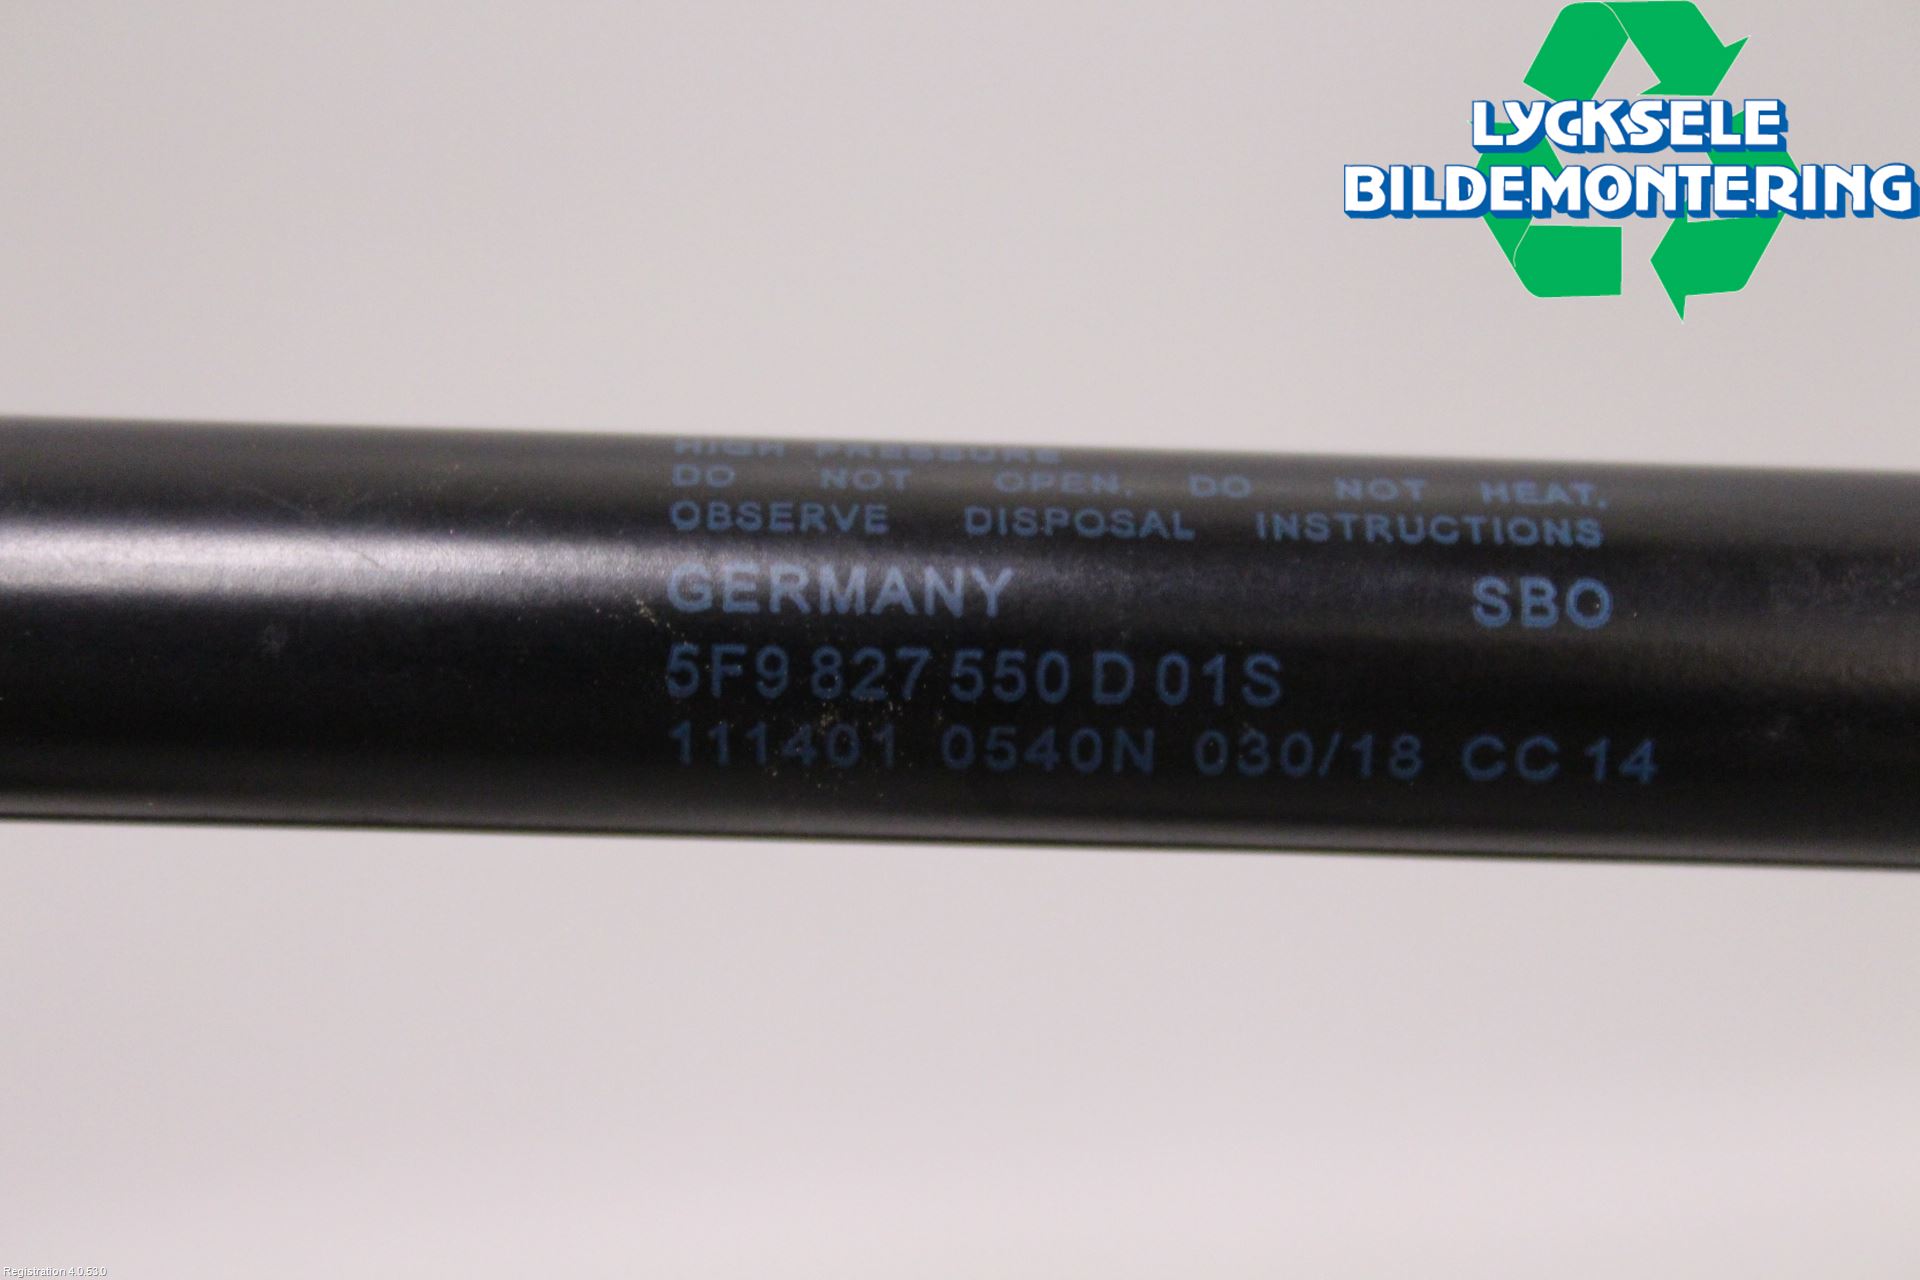 LYCKSELE
BILDEMONTERING
HIGH PRESSURE
DO NOT OPEN. DO NOT HEAT.
OBSERVE DISPOSAL INSTRUCTIONS
GERMANY SBO
5F9 827 550 D 01S
111401 0540N 030/18 CC 14
Registration 4.0.53.0